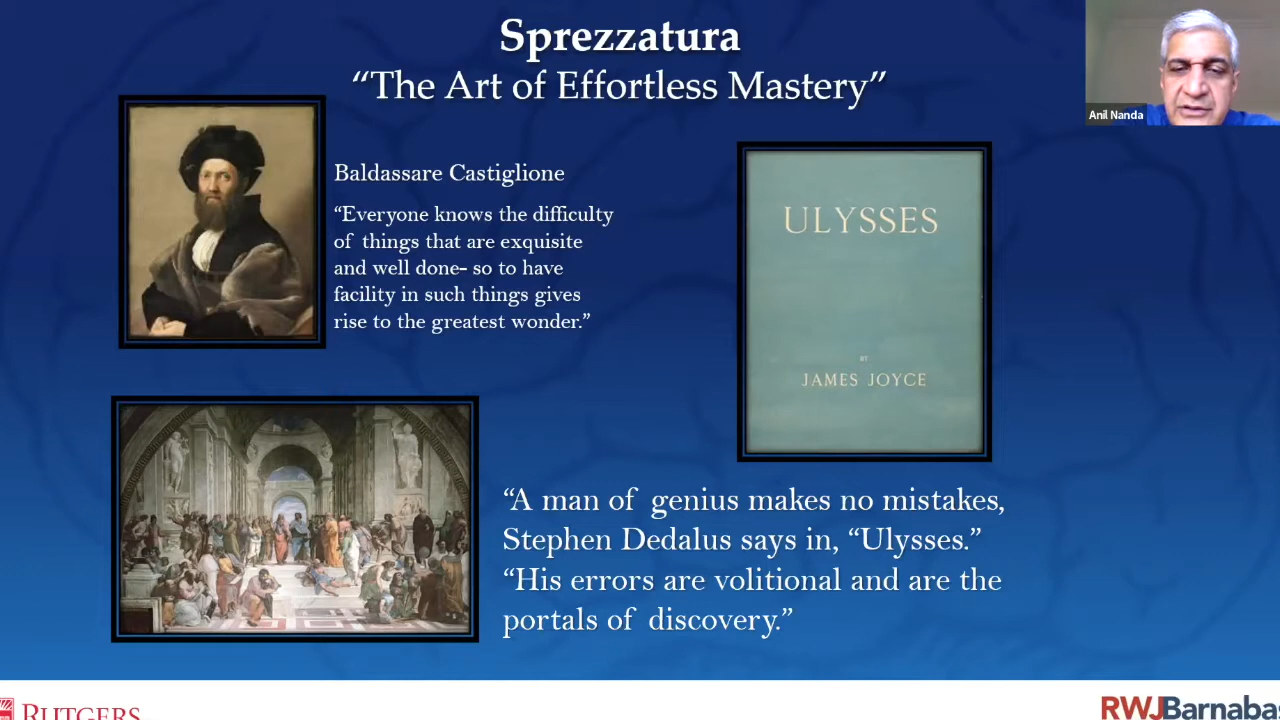 Sprezzatura
“The Art of Effortless Mastery”
Anil Nanda
Baldassare Castiglione
“Everyone knows the difficulty
of things that are exquisite
and well done- so to have
facility in such things gives
rise to the greatest wonder.”
ULYSSES
BY
JAMES JOYCE
“A man of genius makes no mistakes,
Stephen Dedalus says in, “Ulysses.”
“His errors are volitional and are the
portals of discovery.”
RUTGERS
RWJBarnabas